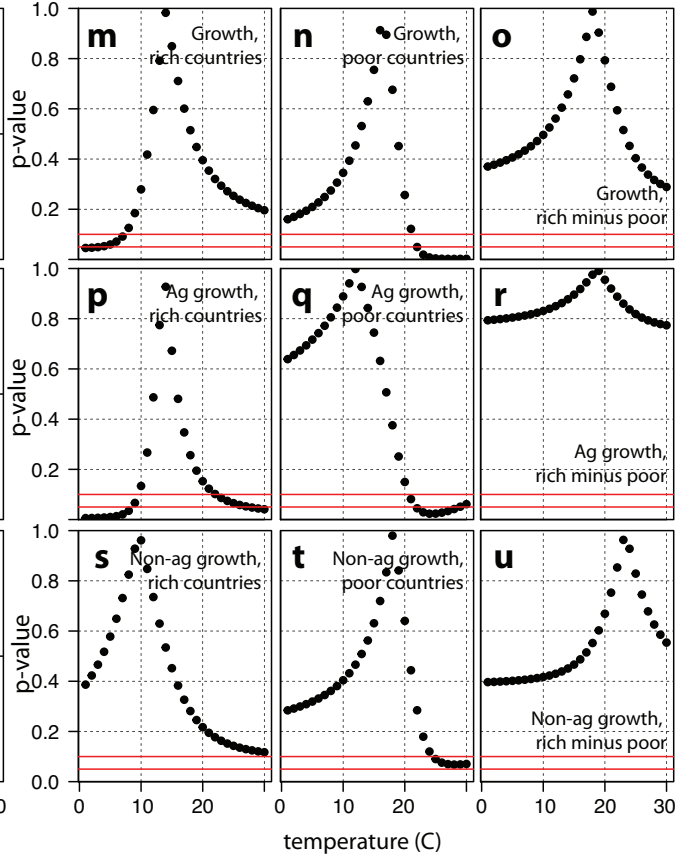 1.0
0.8
0.6
0.4
0.2
p-value
m
Growth,
rich countries
n
Growth,
poor countries
o
Growth,
rich minus poor
1.0
0.8
0.6
0.4
0.2
p-value
p
Ag growth,
rich countries
q
Ag growth,
poor countries
r
Ag growth,
rich minus poor
1.0
0.8
0.6
0.4
0.2
0.0
p-value
s
Non-ag growth,
rich countries
t
Non-ag growth,
poor countries
u
Non-ag growth,
rich minus poor
0 0 10 20 0 10 20 0 10 20 30
temperature (C)